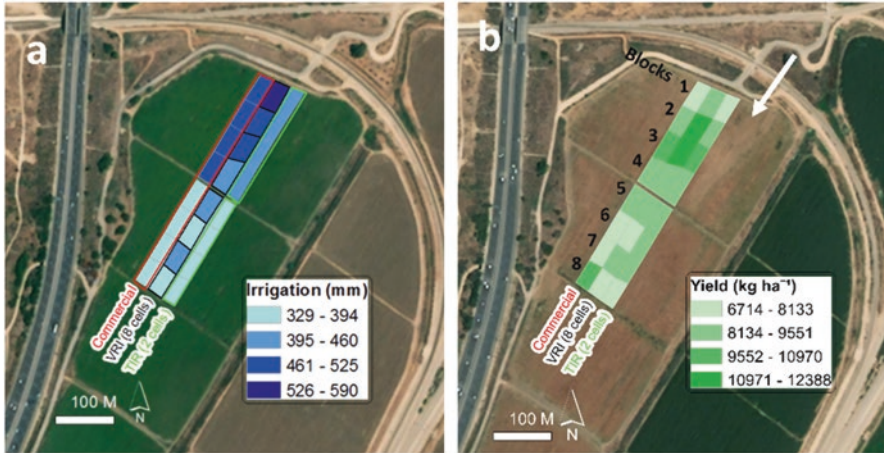 a
Commercial
VRI (8 cells)
TIR (2 cells)
100 M
N
Irrigation (mm)
329 - 394
395 - 460
461 - 525
526 - 590
b
Blocks
1
2
3
4
5
6
7
8
Commercial
VRI (8 cells)
TIR (2 cells)
100 M
N
Yield (kg ha⁻¹)
6714 - 8133
8134 - 9551
9552 - 10970
10971 - 12388